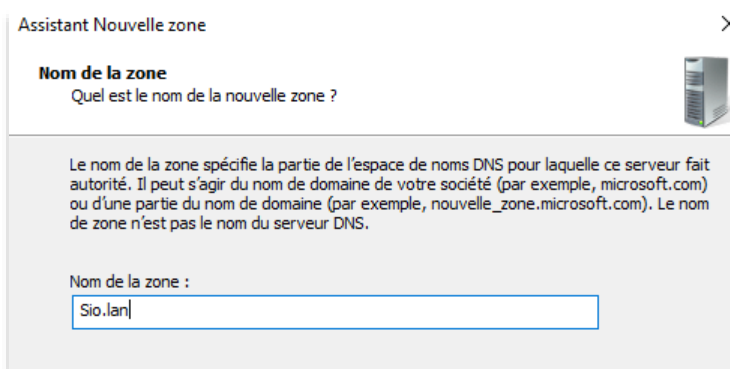 Assistant Nouvelle zone
Nom de la zone
Quel est le nom de la nouvelle zone ?
Le nom de la zone spécifie la partie de l'espace de noms DNS pour laquelle ce serveur fait
autorité. Il peut s'agir du nom de domaine de votre société (par exemple, microsoft.com)
ou d'une partie du nom de domaine (par exemple, nouvelle_zone.microsoft.com). Le nom
de zone n'est pas le nom du serveur DNS.
Nom de la zone :
Sio.lan